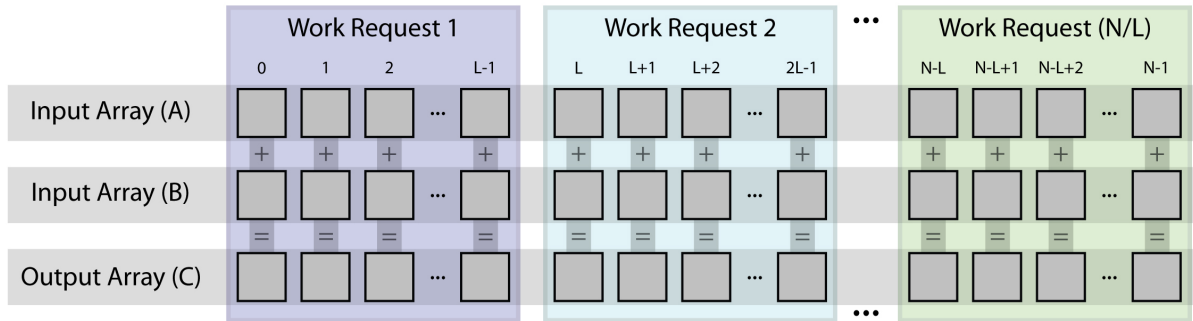 Work Request 1 Work Request 2 ... Work Request (N/L)
0 1 2 L-1 L L+1 L+2 2L-1 N-L N-L+1 N-L+2 N-1
Input Array (A) ... ... ...
+ + + + + + + + + + + +
Input Array (B) ... ... ...
= = = = = = = = = = = =
Output Array (C) ... ... ...
...